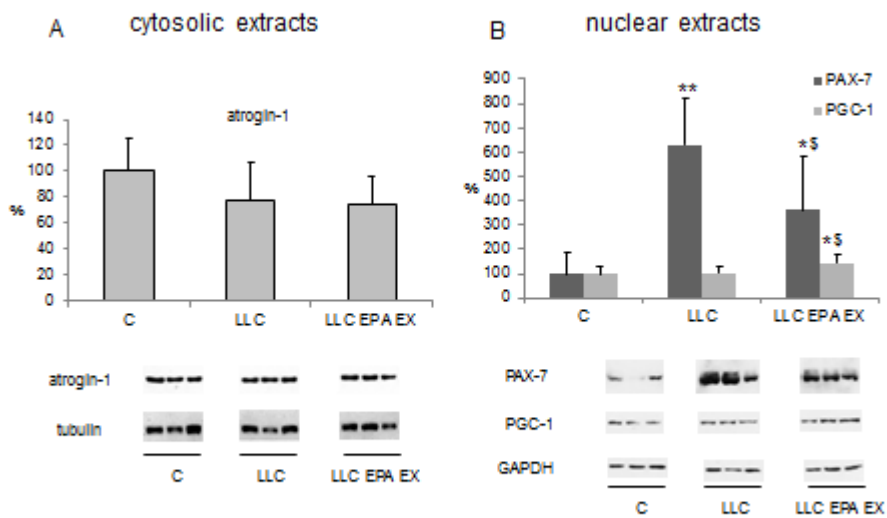 A cytosolic extracts
atrogin-1
140
120
100
80
60
40
20
0
%
C LLC LLC EPA EX
atrogin-1
tubulin
C LLC LLC EPA EX
B nuclear extracts
PAX-7
PGC-1
900
800
700
600
500
400
300
200
100
0
%
**
*$
*$
C LLC LLC EPA EX
PAX-7
PGC-1
GAPDH
C LLC LLC EPA EX